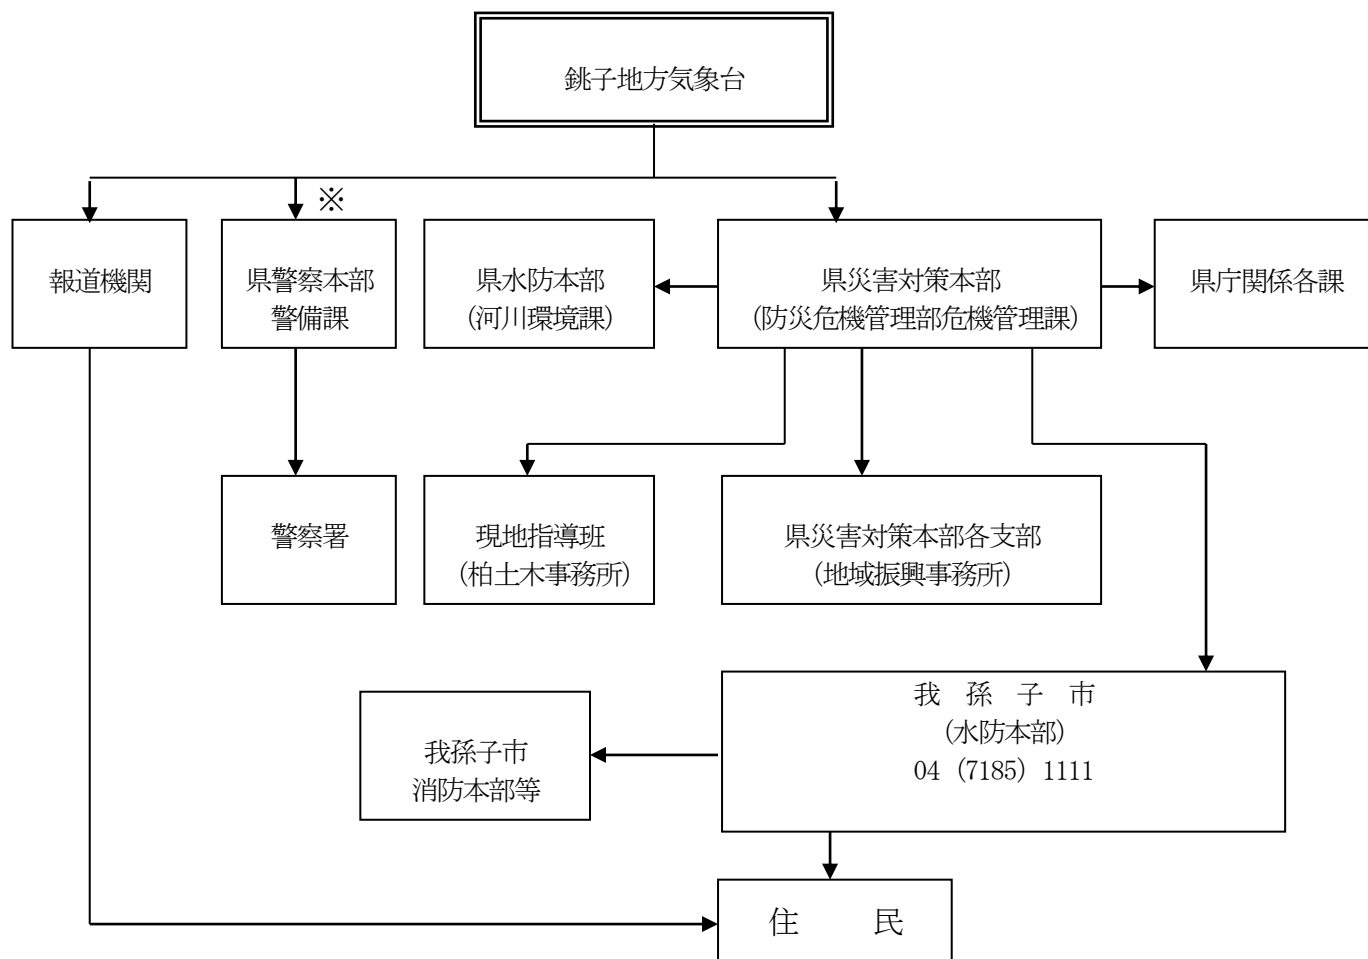 銚子地方気象台
※
報道機関
県警察本部
警備課
県水防本部
(河川環境課)
県災害対策本部
(防災危機管理部危機管理課)
県庁関係各課
警察署
現地指導班
(柏土木事務所)
県災害対策本部各支部
(地域振興事務所)
我　孫　子　市
(水防本部)
04 (7185) 1111
我孫子市
消防本部等
住　　民